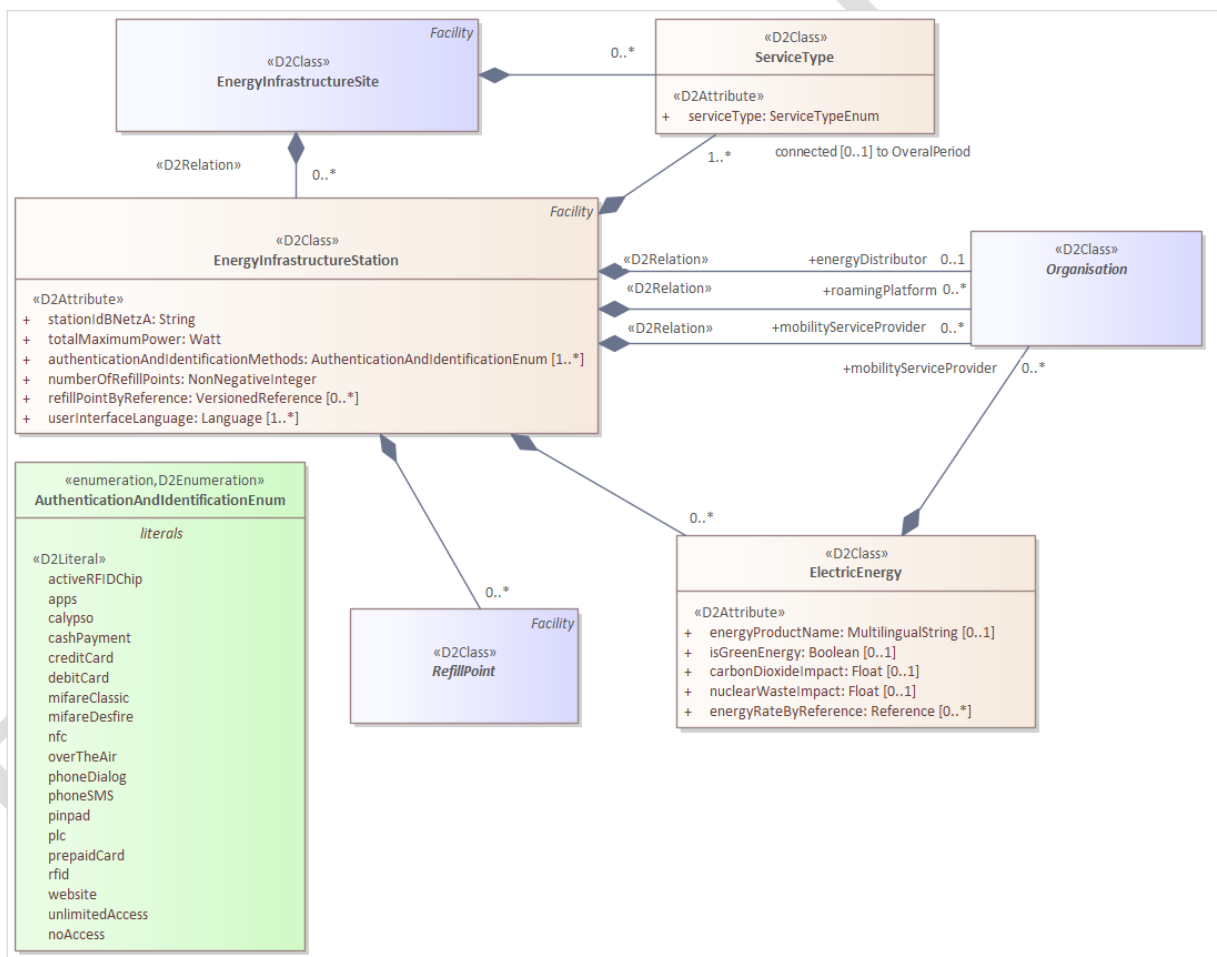 Facility
«D2Class»
EnergyInfrastructureSite
0..*
«D2Class»
ServiceType
«D2Attribute»
+ serviceType: ServiceTypeEnum
«D2Relation»
0..*
1..*
connected [0..1] to OveralPeriod
Facility
«D2Class»
EnergyInfrastructureStation
«D2Attribute»
+ stationIdBNetzA: String
+ totalMaximumPower: Watt
+ authenticationAndIdentificationMethods: AuthenticationAndIdentificationEnum [1..*]
+ numberOfRefillPoints: NonNegativeInteger
+ refillPointByReference: VersionedReference [0..*]
+ userInterfaceLanguage: Language [1..*]
«D2Relation» +energyDistributor 0..1
«D2Relation» +roamingPlatform 0..*
«D2Relation» +mobilityServiceProvider 0..*
«D2Class»
Organisation
+mobilityServiceProvider 0..*
«enumeration,D2Enumeration»
AuthenticationAndIdentificationEnum
literals
«D2Literal»
activeRFIDChip
apps
calypso
cashPayment
creditCard
debitCard
mifareClassic
mifareDesfire
nfc
overTheAir
phoneDialog
phoneSMS
pinpad
plc
prepaidCard
rfid
website
unlimitedAccess
noAccess
0..*
Facility
«D2Class»
RefillPoint
0..*
«D2Class»
ElectricEnergy
«D2Attribute»
+ energyProductName: MultilingualString [0..1]
+ isGreenEnergy: Boolean [0..1]
+ carbonDioxideImpact: Float [0..1]
+ nuclearWasteImpact: Float [0..1]
+ energyRateByReference: Reference [0..*]